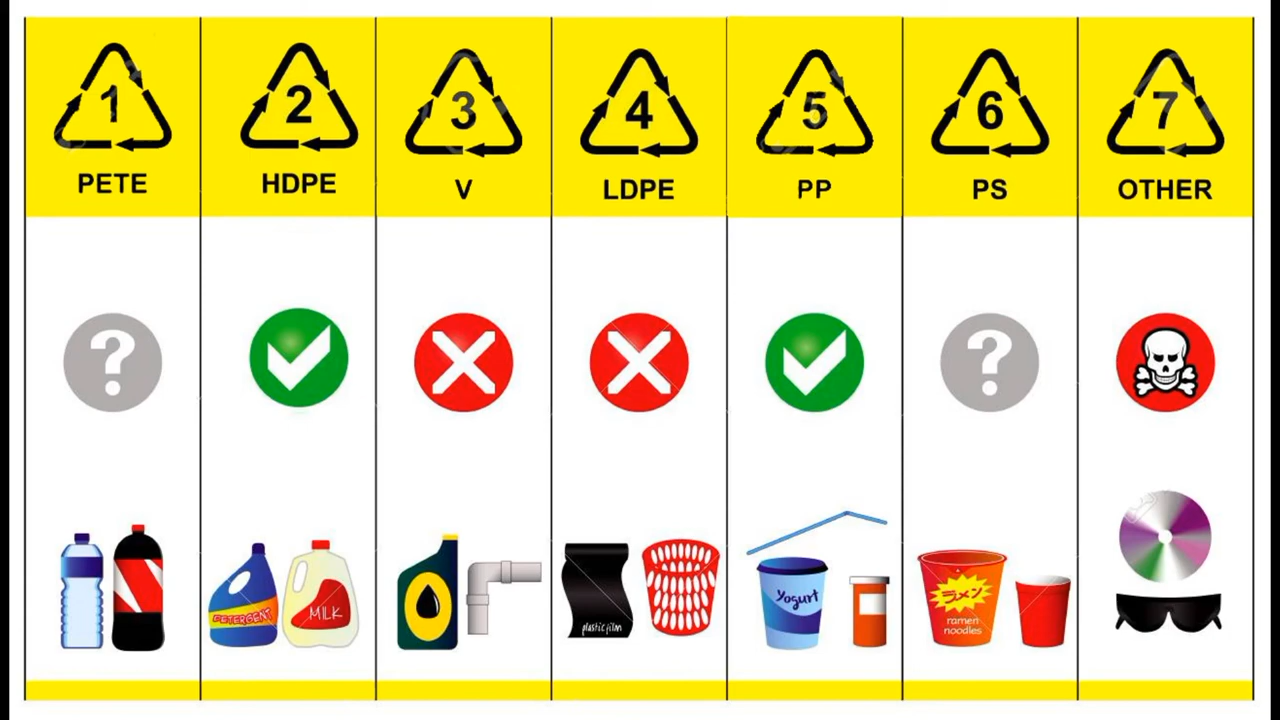 1
PETE
2
HDPE
3
V
4
LDPE
5
PP
6
PS
7
OTHER
?
?
DETERGENT
MILK
plastic film
Yogurt
ラメン
ramen
noodles